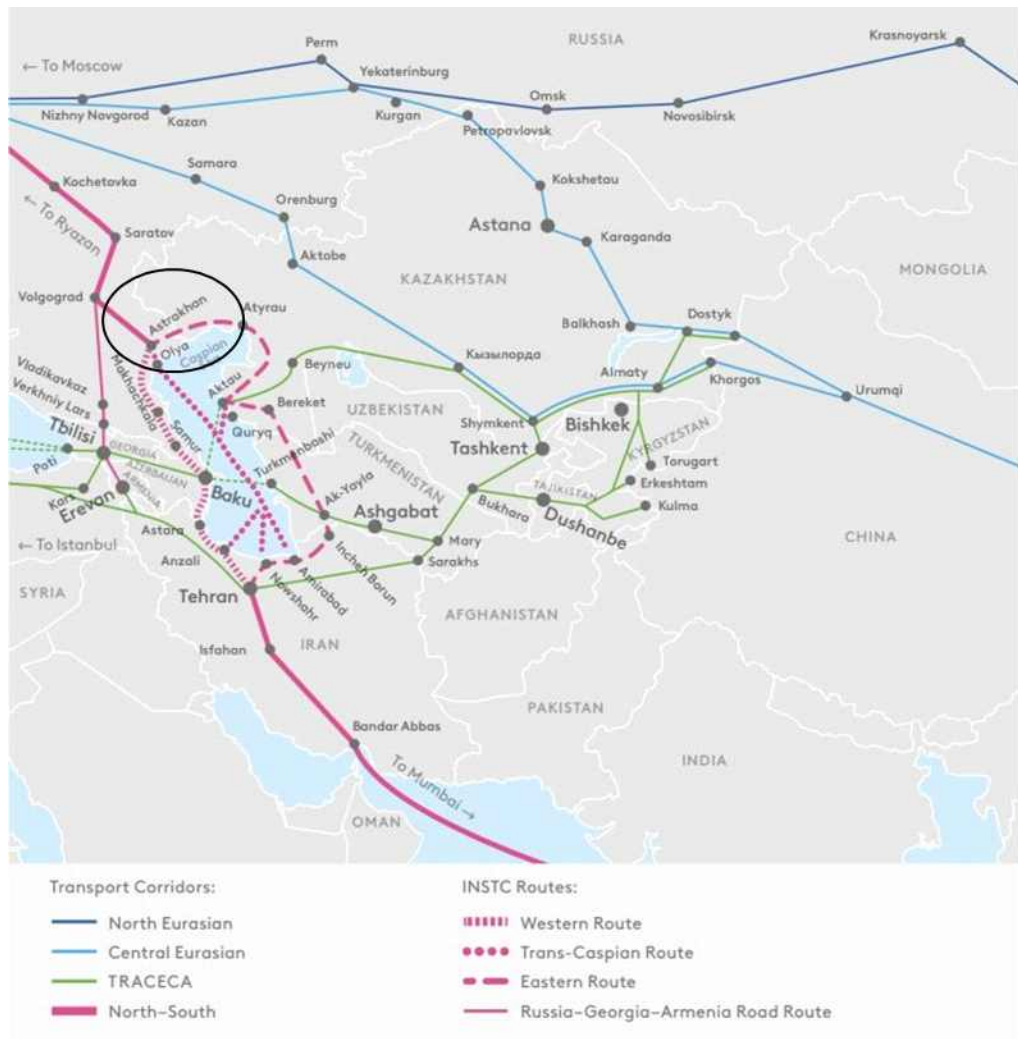 RUSSIA
Krasnoyarsk
Perm
← To Moscow
Yekaterinburg
Omsk
Nizhny Novgorod
Kazan
Kurgan
Novosibirsk
Petropavlovsk
Samara
Kochetovka
Kokshetau
← To Ryazan
Orenburg
Astana
Saratov
Karaganda
Aktobe
KAZAKHSTAN
MONGOLIA
Volgograd
Astrakhan
Atyrau
Dostyk
Balkhash
Olya
Caspian
Кызылорда
Beyneu
Almaty
Khorgos
Urumqi
Vladikavkaz
Makhachkala
Aktau
Verkhniy Lars
Bereket
UZBEKISTAN
Shymkent
Bishkek
Tbilisi
Samur
Quryq
Tashkent
KYRGYZSTAN
GEORGIA
Turkmenbashi
TURKMENISTAN
Torugart
Poti
AZERBAIJAN
Erkeshtam
Kars
ARMENIA
Baku
Ak-Yayla
TAJIKISTAN
Erevan
Bukhara
Kulma
Ashgabat
Dushanbe
Astara
CHINA
← To Istanbul
Mary
Anzali
Incheh Borun
Sarakhs
SYRIA
Tehran
Nowshahr
Amirabad
AFGHANISTAN
Isfahan
IRAN
PAKISTAN
Bandar Abbas
INDIA
To Mumbai →
OMAN
Transport Corridors:
North Eurasian
Central Eurasian
TRACECA
North–South
INSTC Routes:
Western Route
Trans-Caspian Route
Eastern Route
Russia–Georgia–Armenia Road Route